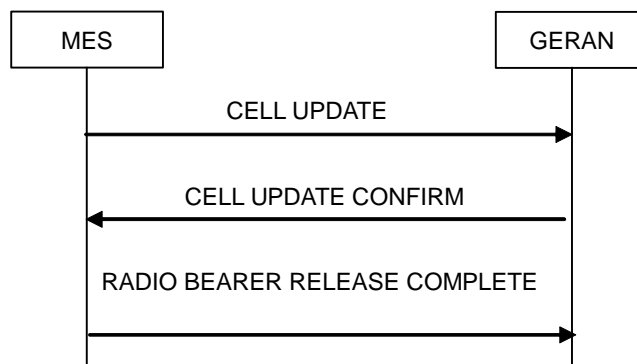 MES
GERAN
CELL UPDATE
CELL UPDATE CONFIRM
RADIO BEARER RELEASE COMPLETE